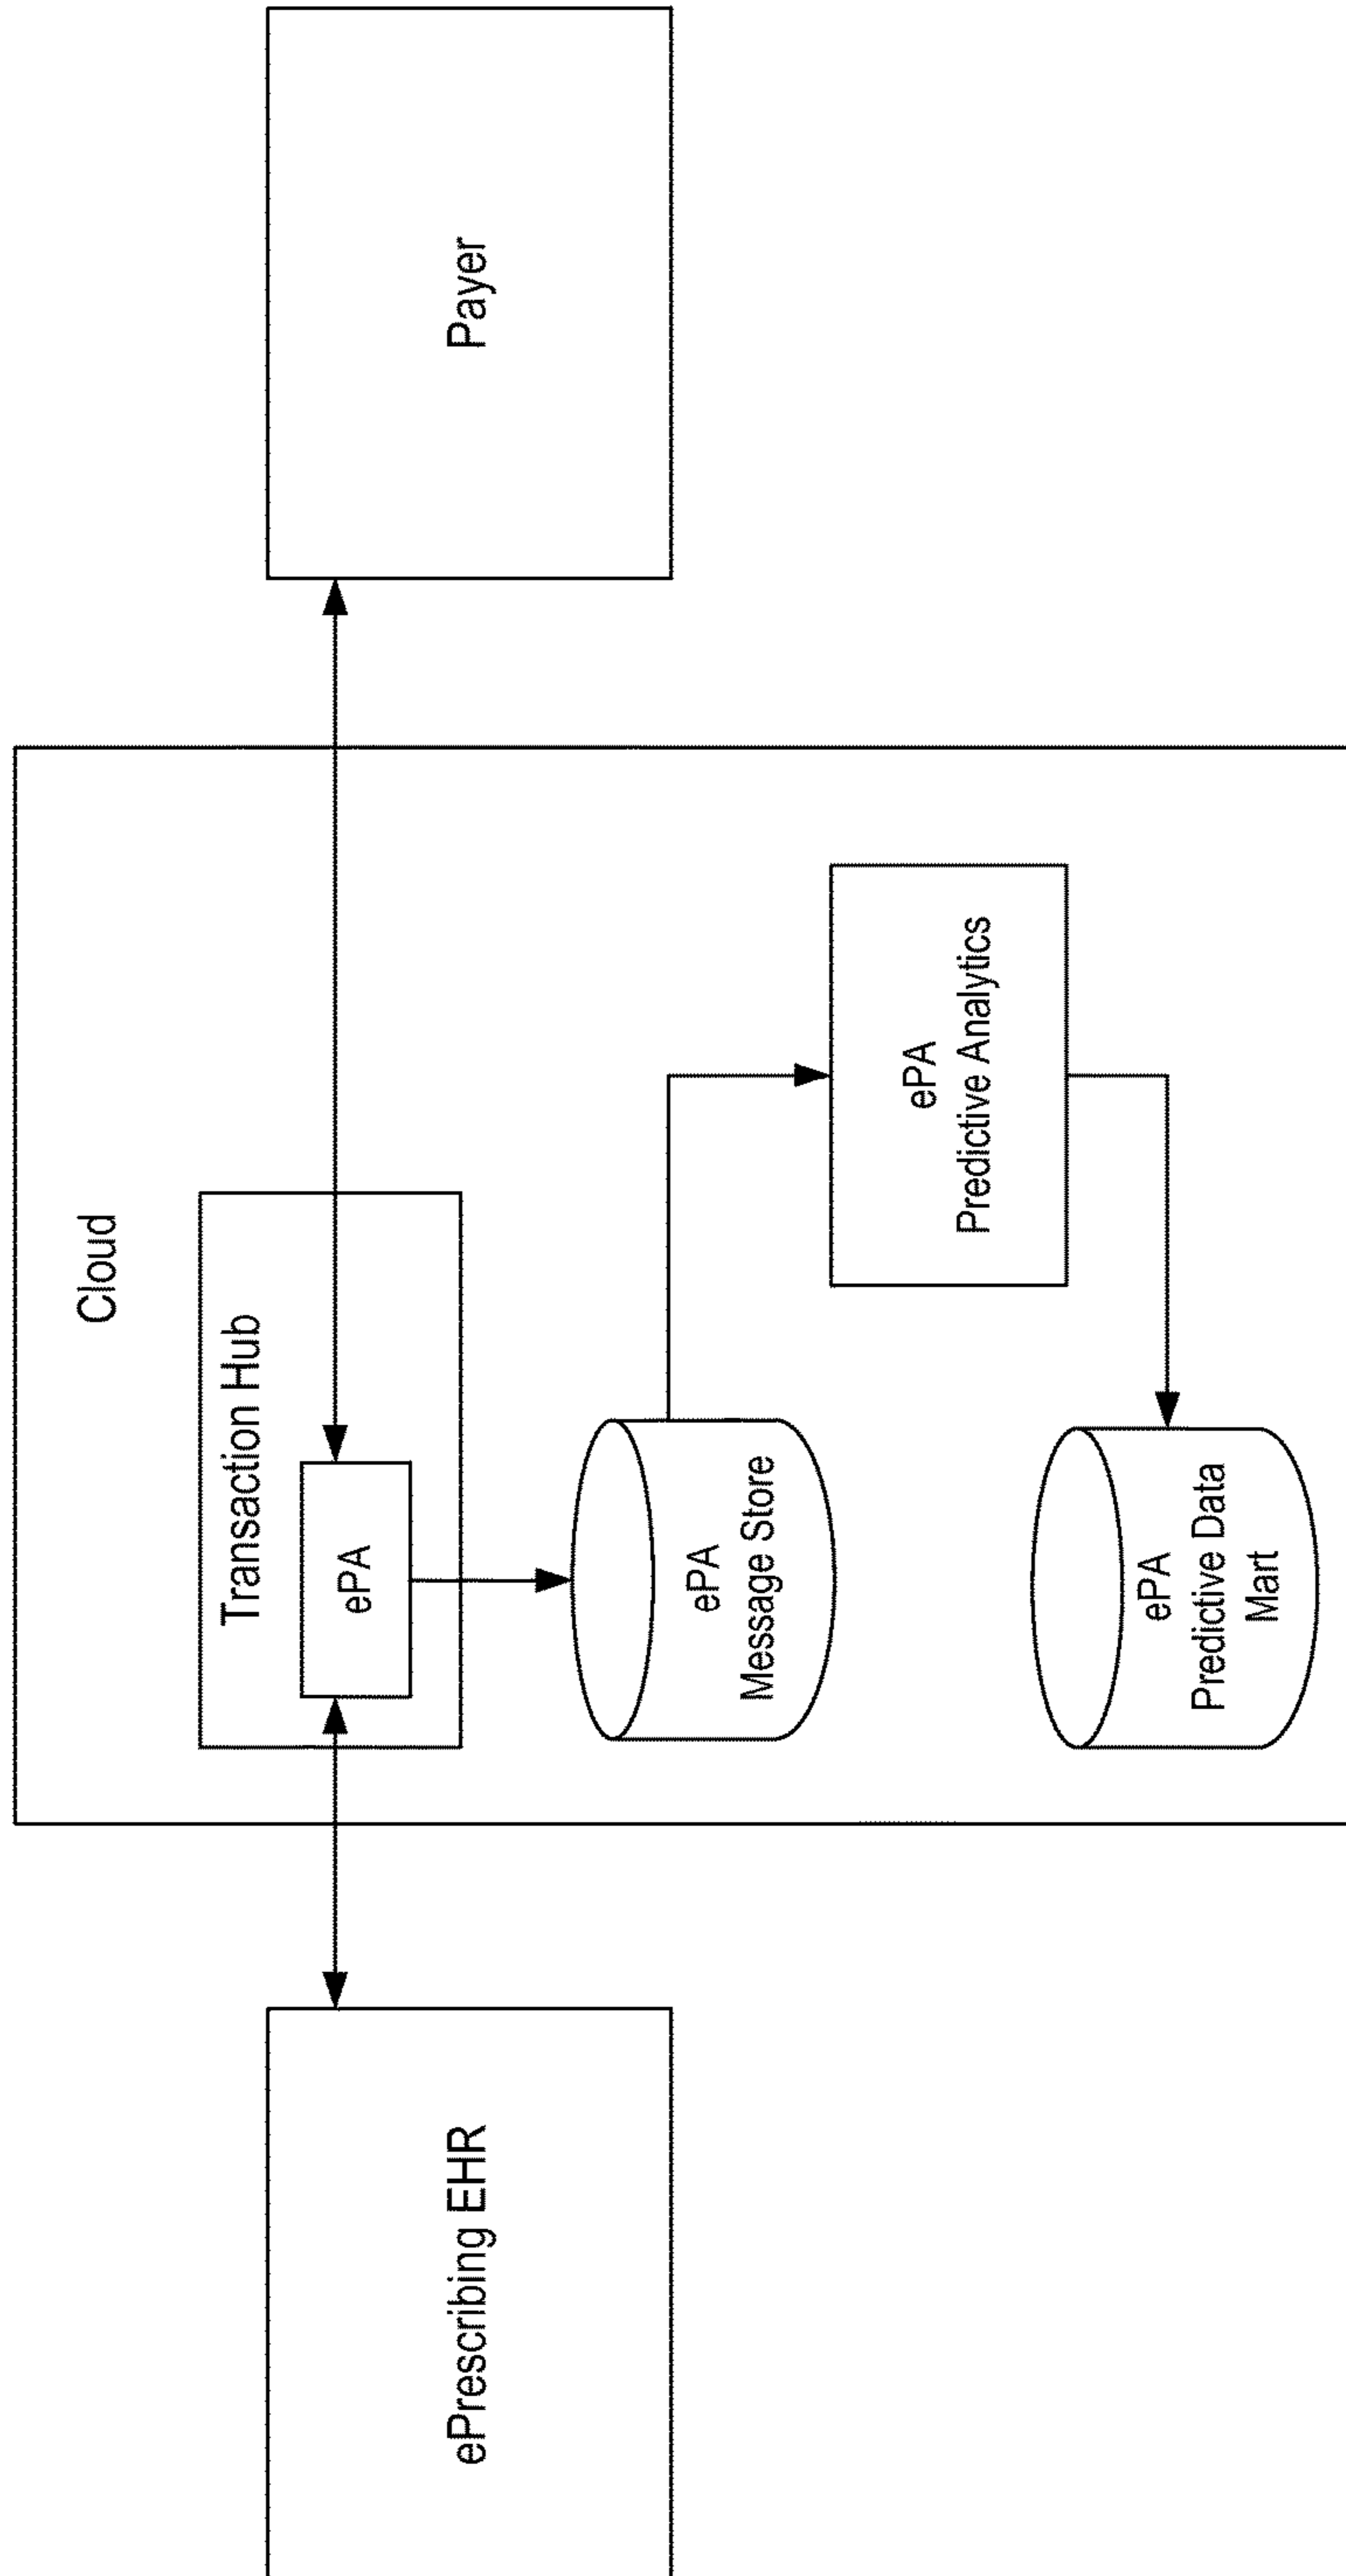 Cloud
Transaction Hub
ePA
ePrescribing EHR
Payer
ePA
Message Store
ePA
Predictive Analytics
ePA
Predictive Data
Mart